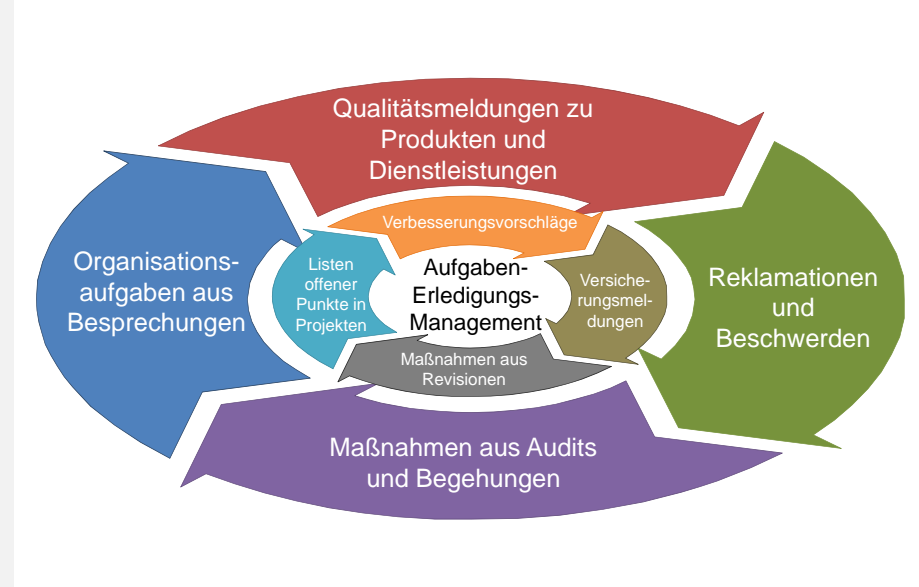 Qualitätsmeldungen zu
Produkten und
Dienstleistungen
Verbesserungsvorschläge
Organisations-
aufgaben aus
Besprechungen
Listen
offener
Punkte in
Projekten
Aufgaben-
Erledigungs-
Management
Versiche-
rungsmel-
dungen
Reklamationen
und
Beschwerden
Maßnahmen aus
Revisionen
Maßnahmen aus Audits
und Begehungen